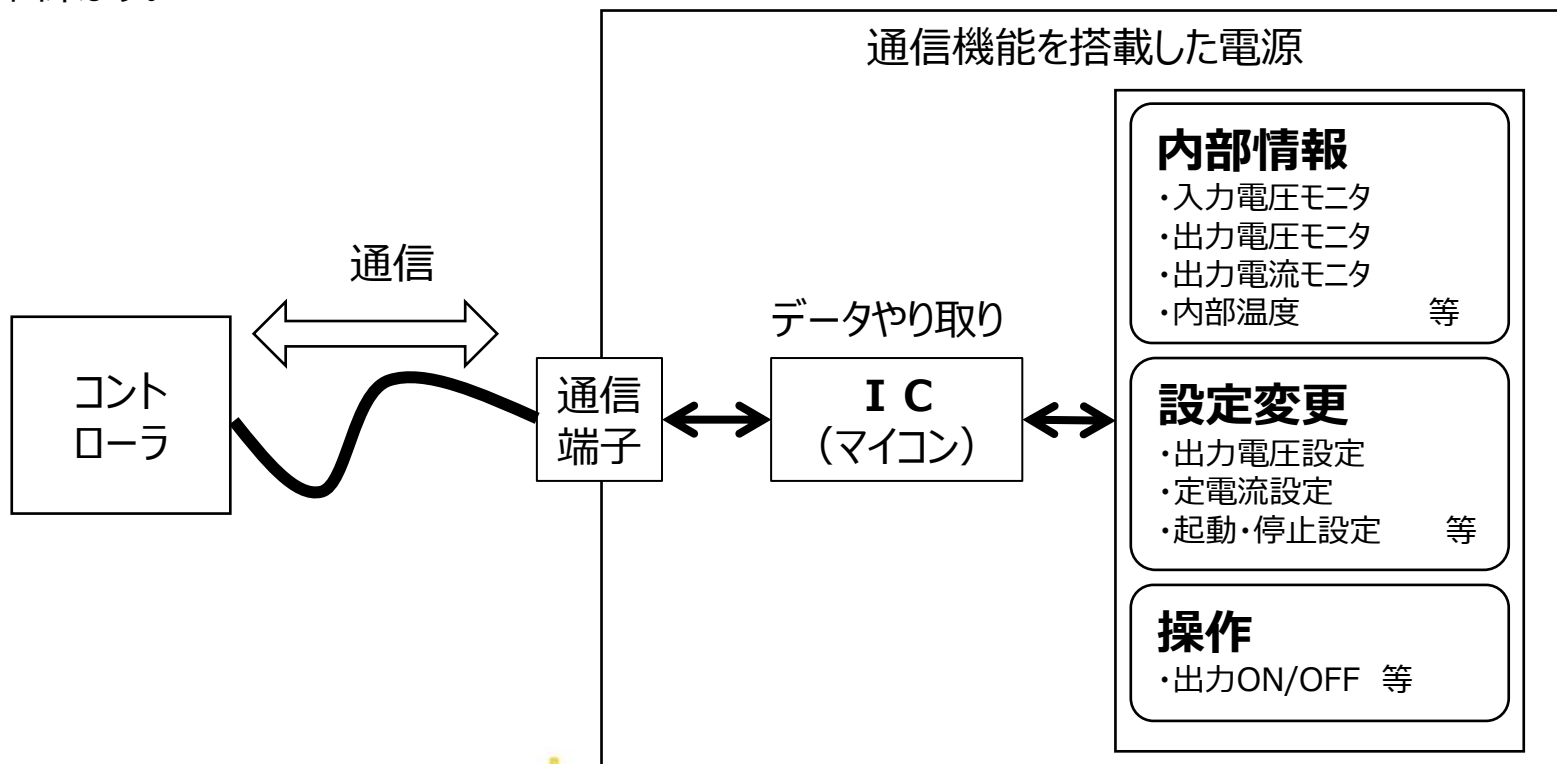 通信機能を搭載した電源
内部情報
・入力電圧モニタ
・出力電圧モニタ
・出力電流モニタ
・内部温度 等
通信
データやり取り
コント
ローラ
通信
端子
ＩＣ
（マイコン）
設定変更
・出力電圧設定
・定電流設定
・起動・停止設定 等
操作
・出力ON/OFF 等